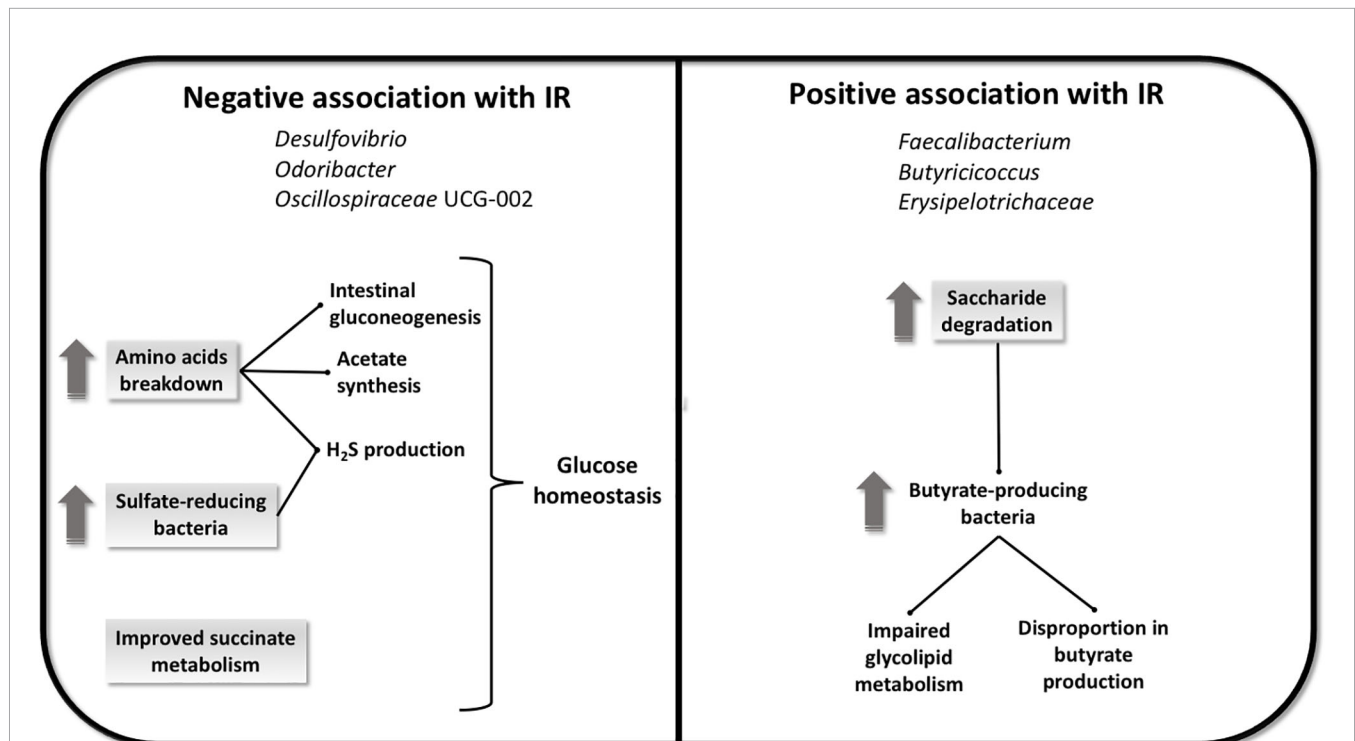 Negative association with IR
Desulfovibrio
Odoribacter
Oscillospiraceae UCG-002
Intestinal
gluconeogenesis
Amino acids
breakdown
Acetate
synthesis
H₂S production
Sulfate-reducing
bacteria
Improved succinate
metabolism
Glucose
homeostasis
Positive association with IR
Faecalibacterium
Butyricicoccus
Erysipelotrichaceae
Saccharide
degradation
Butyrate-producing
bacteria
Impaired
glycolipid
metabolism
Disproportion in
butyrate
production